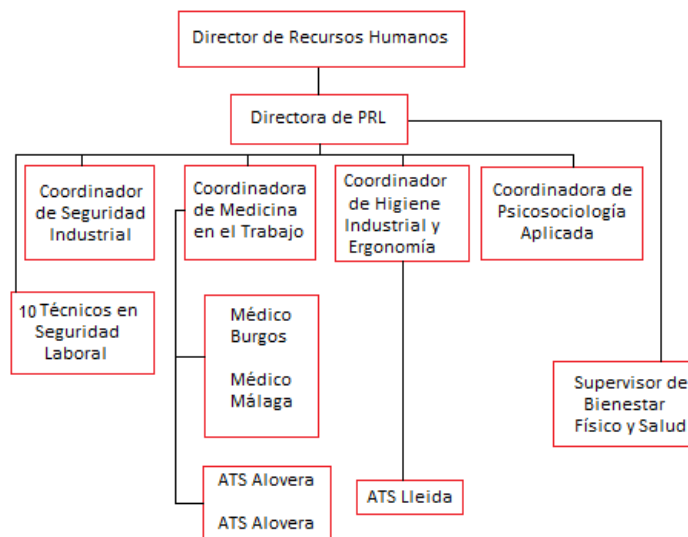 Director de Recursos Humanos
Directora de PRL
Coordinador
de Seguridad
Industrial
Coordinadora
de Medicina
en el Trabajo
Coordinador
de Higiene
Industrial y
Ergonomía
Coordinadora de
Psicosociología
Aplicada
10 Técnicos en
Seguridad
Laboral
Médico
Burgos
Médico
Málaga
Supervisor de
Bienestar
Físico y Salud
ATS Alovera
ATS Alovera
ATS Lleida